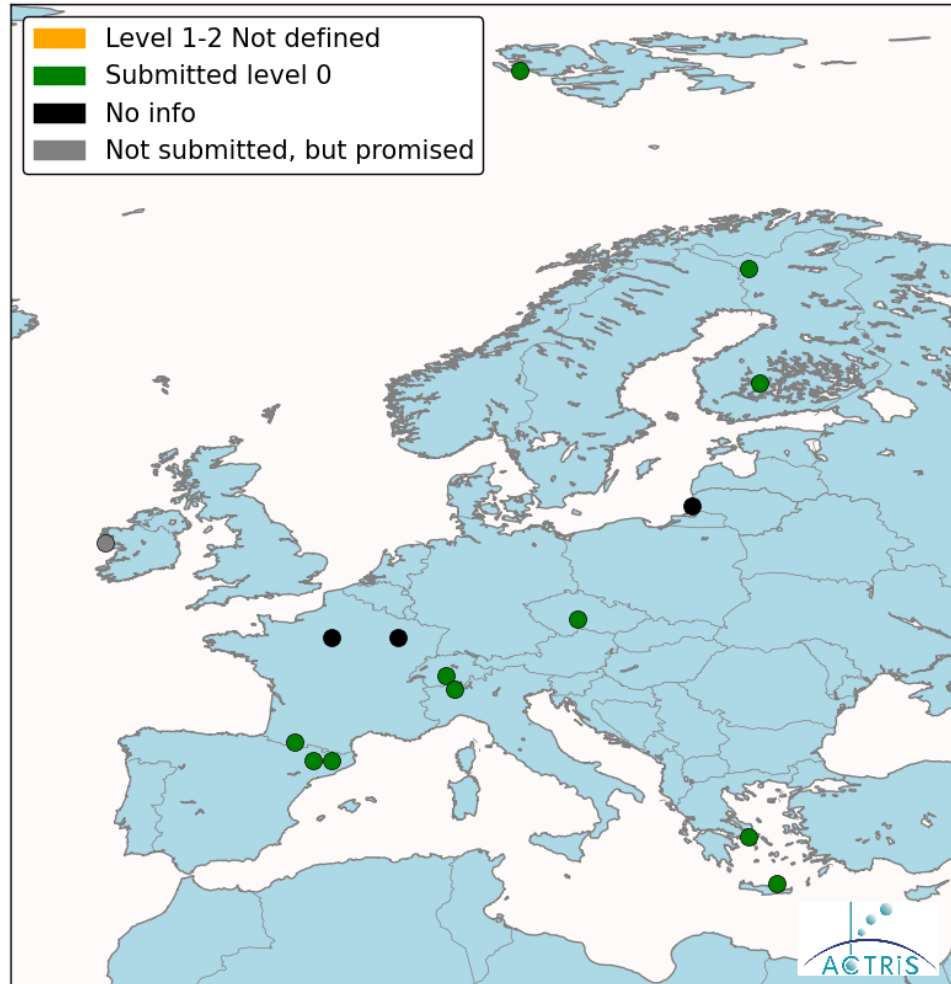 Level 1-2 Not defined
Submitted level 0
No info
Not submitted, but promised
ACTRiS